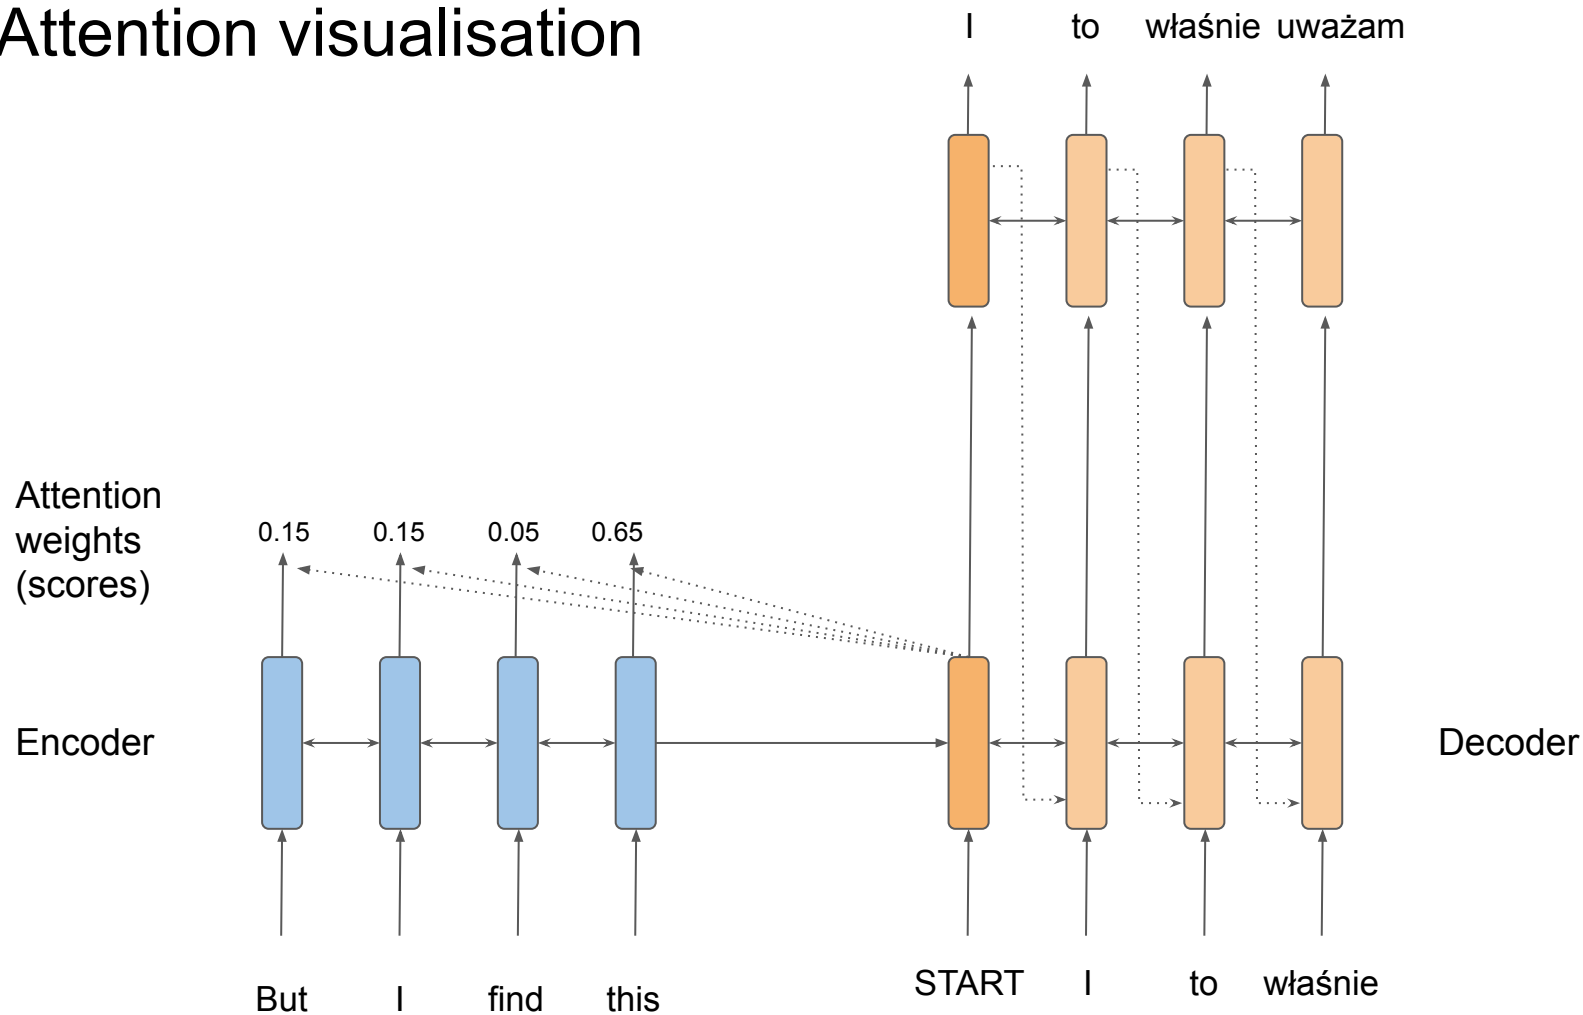 Attention visualisation
I to właśnie uważam
Attention
weights
(scores)
0.15 0.15 0.05 0.65
Encoder
Decoder
But I find this
START I to właśnie